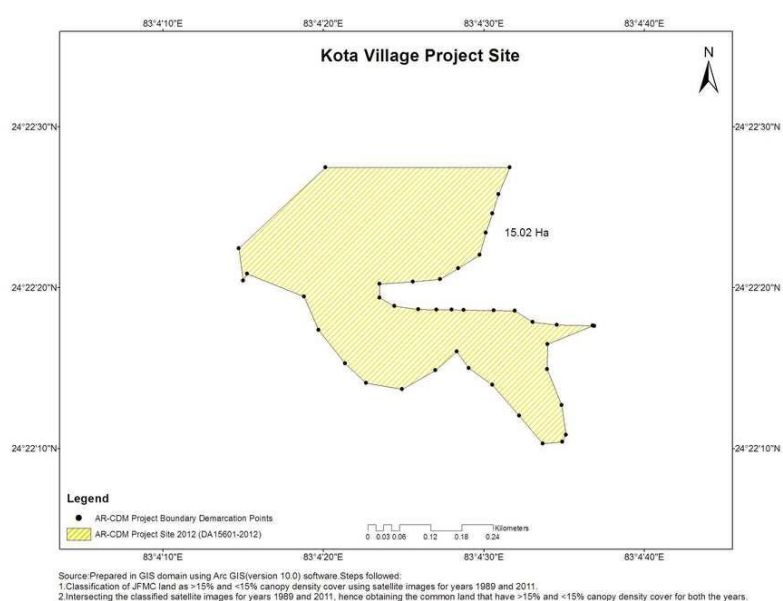 83°4'10"E 83°4'20"E 83°4'30"E 83°4'40"E
Kota Village Project Site
N
24°22'30"N 24°22'30"N
15.02 Ha
24°22'20"N 24°22'20"N
24°22'10"N 24°22'10"N
Legend
AR-CDM Project Boundary Demarcation Points
AR-CDM Project Site 2012 (DA15601-2012)
Kilometers
0 0.03 0.06 0.12 0.18 0.24
83°4'10"E 83°4'20"E 83°4'30"E 83°4'40"E
Source:Prepared in GIS domain using Arc GIS(version 10.0) software.Steps followed:
1.Classification of JFMC land as >15% and <15% canopy density cover using satellite images for years 1989 and 2011.
2.Intersecting the classified satellite images for years 1989 and 2011, hence obtaining the common land that have >15% and <15% canopy density cover for both the years.